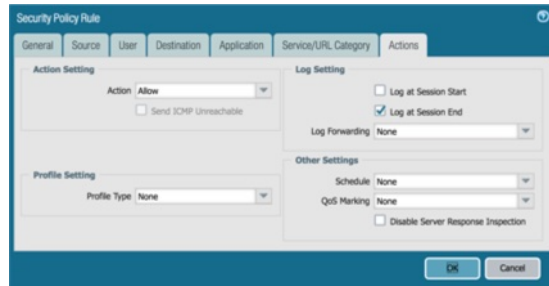 Security Policy Rule
General Source User Destination Application Service/URL Category Actions
Action Setting
Action Allow
Send ICMP Unreachable
Profile Setting
Profile Type None
Log Setting
Log at Session Start
Log at Session End
Log Forwarding None
Other Settings
Schedule None
QoS Marking None
Disable Server Response Inspection
OK Cancel